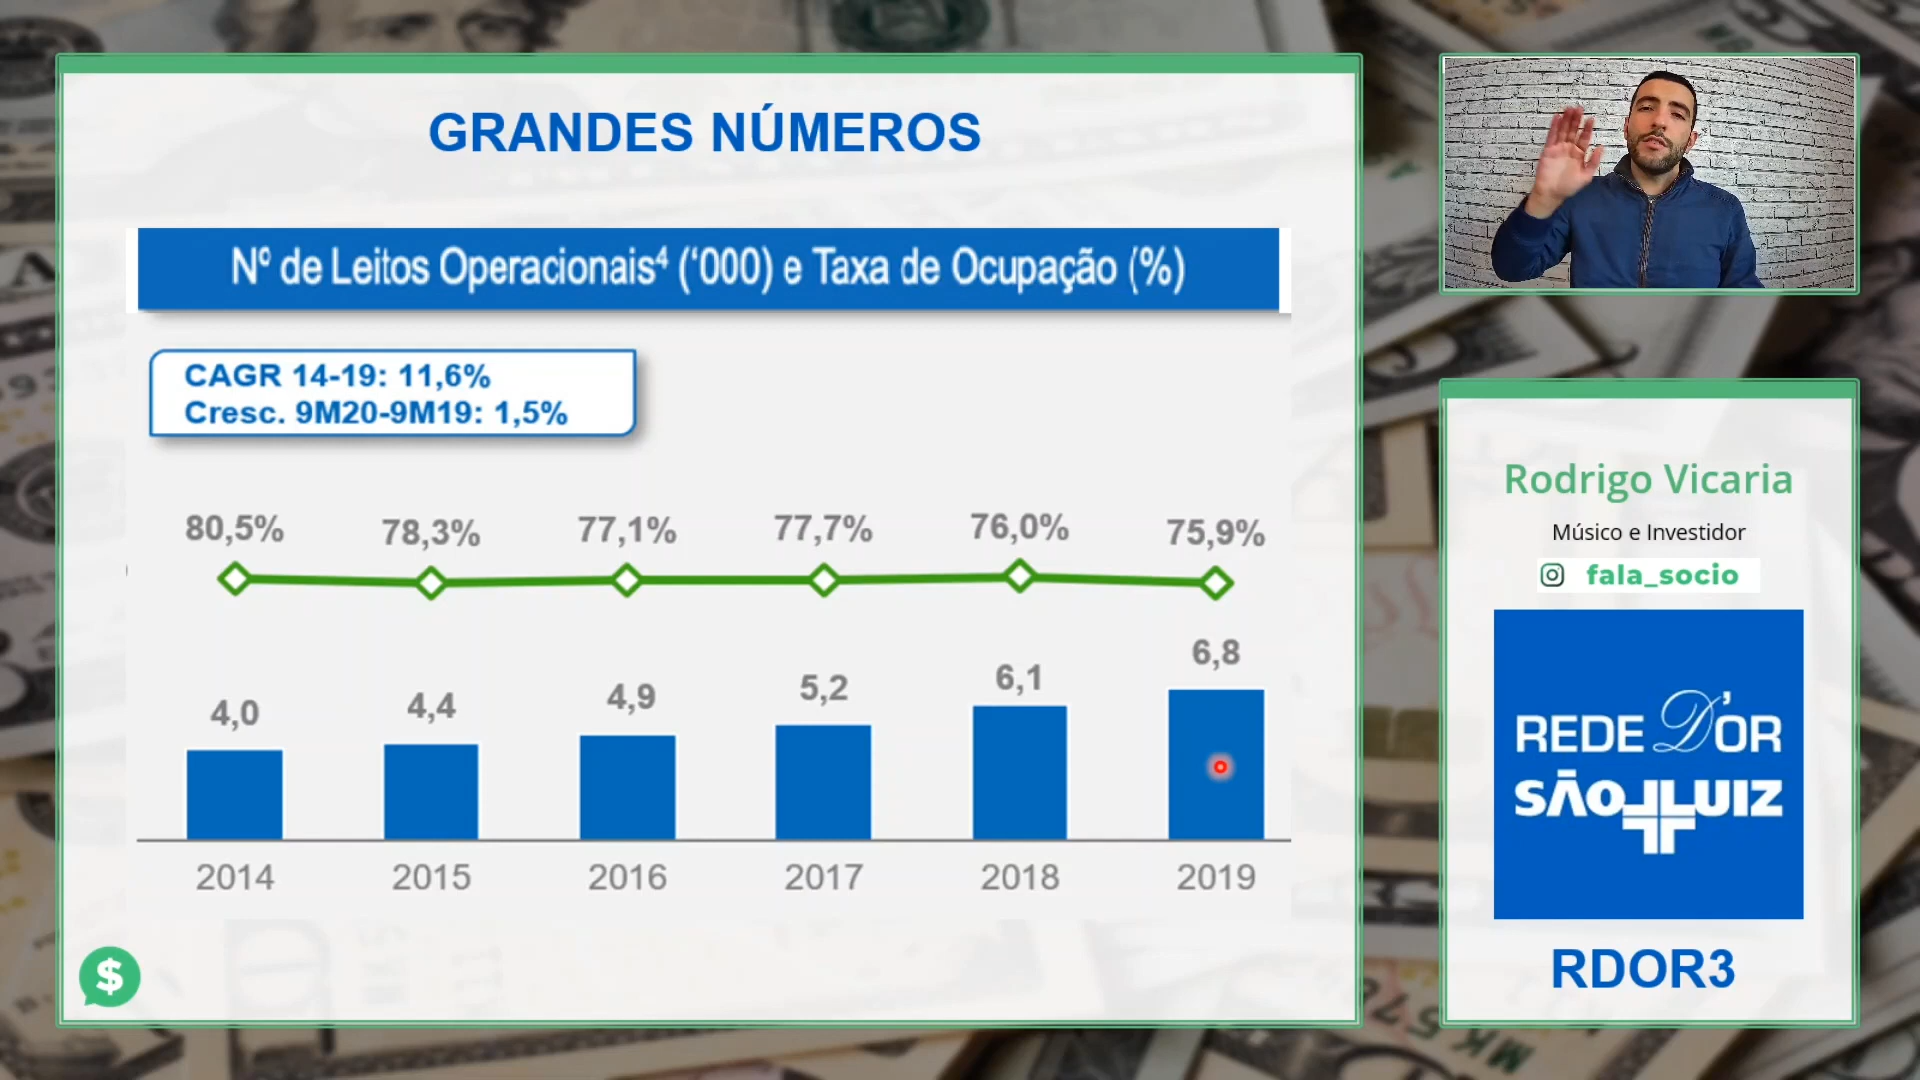 GRANDES NÚMEROS
Nº de Leitos Operacionais⁴ (‘000) e Taxa de Ocupação (%)
CAGR 14-19: 11,6%
Cresc. 9M20-9M19: 1,5%
80,5% 78,3% 77,1% 77,7% 76,0% 75,9%
4,0 4,4 4,9 5,2 6,1 6,8
2014 2015 2016 2017 2018 2019
$
Rodrigo Vicaria
Músico e Investidor
fala_socio
REDE D'OR
SÃO LUIZ
RDOR3